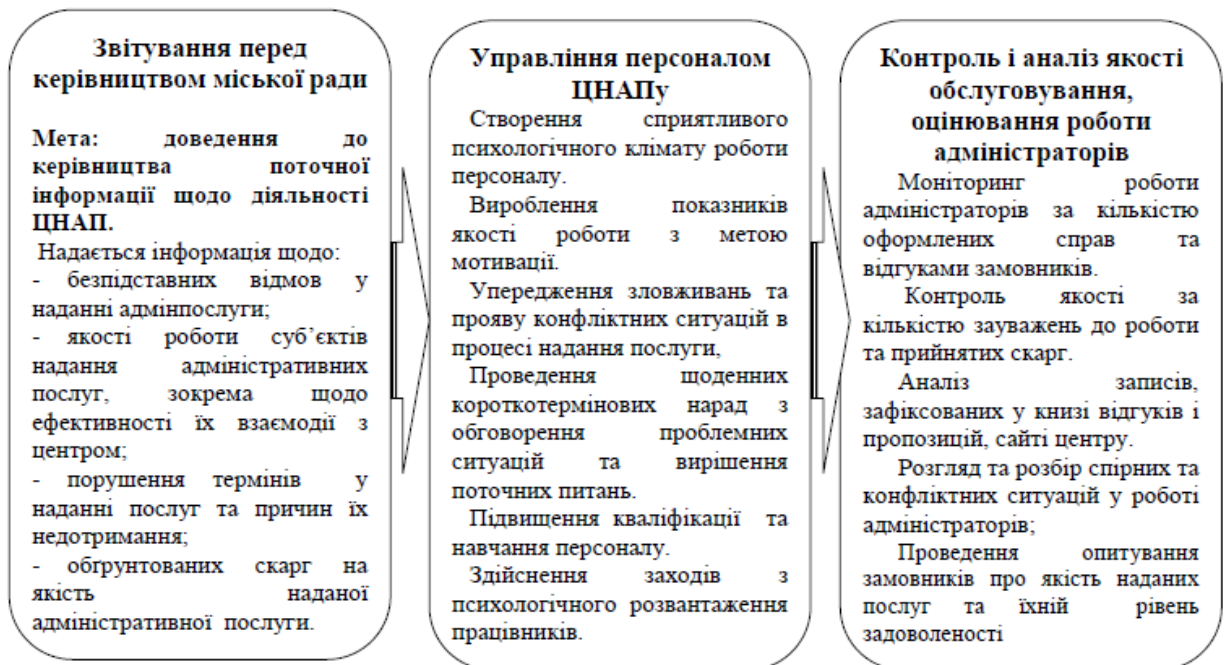 Звітування перед
керівництвом міської ради
Мета: доведення до
керівництва поточної
інформації щодо діяльності
ЦНАП.
Надається інформація щодо:
- безпідставних відмов у
наданні адмінпослуги;
- якості роботи суб’єктів
надання адміністративних
послуг, зокрема щодо
ефективності їх взаємодії з
центром;
- порушення термінів у
наданні послуг та причин їх
недотримання;
- обґрунтованих скарг на
якість наданої
адміністративної послуги.
Управління персоналом
ЦНАПу
Створення сприятливого
психологічного клімату роботи
персоналу.
Вироблення показників
якості роботи з метою
мотивації.
Упередження зловживань та
прояву конфліктних ситуацій в
процесі надання послуги,
Проведення щоденних
короткотермінових нарад з
обговорення проблемних
ситуацій та вирішення
поточних питань.
Підвищення кваліфікації та
навчання персоналу.
Здійснення заходів з
психологічного розвантаження
працівників.
Контроль і аналіз якості
обслуговування,
оцінювання роботи
адміністраторів
Моніторинг роботи
адміністраторів за кількістю
оформлених справ та
відгуками замовників.
Контроль якості за
кількістю зауважень до роботи
та прийнятих скарг.
Аналіз записів,
зафіксованих у книзі відгуків і
пропозицій, сайті центру.
Розгляд та розбір спірних та
конфліктних ситуацій у роботі
адміністраторів;
Проведення опитування
замовників про якість наданих
послуг та їхній рівень
задоволеності